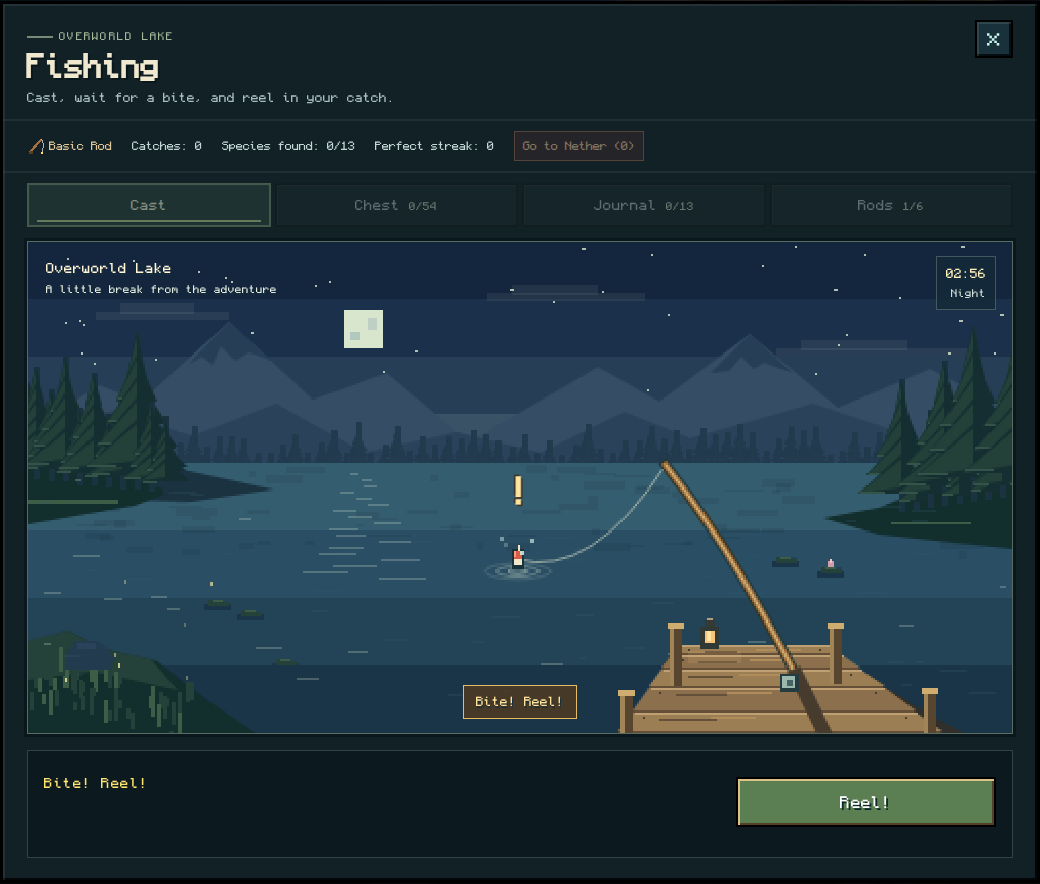 OVERWORLD LAKE
Fishing
Cast, wait for a bite, and reel in your catch.
Basic Rod Catches: 0 Species found: 0/13 Perfect streak: 0 Go to Nether (0)
Cast Chest 0/54 Journal 0/13 Rods 1/6
Overworld Lake
A little break from the adventure
02:56
Night
!
Bite! Reel!
Bite! Reel!
Reel!